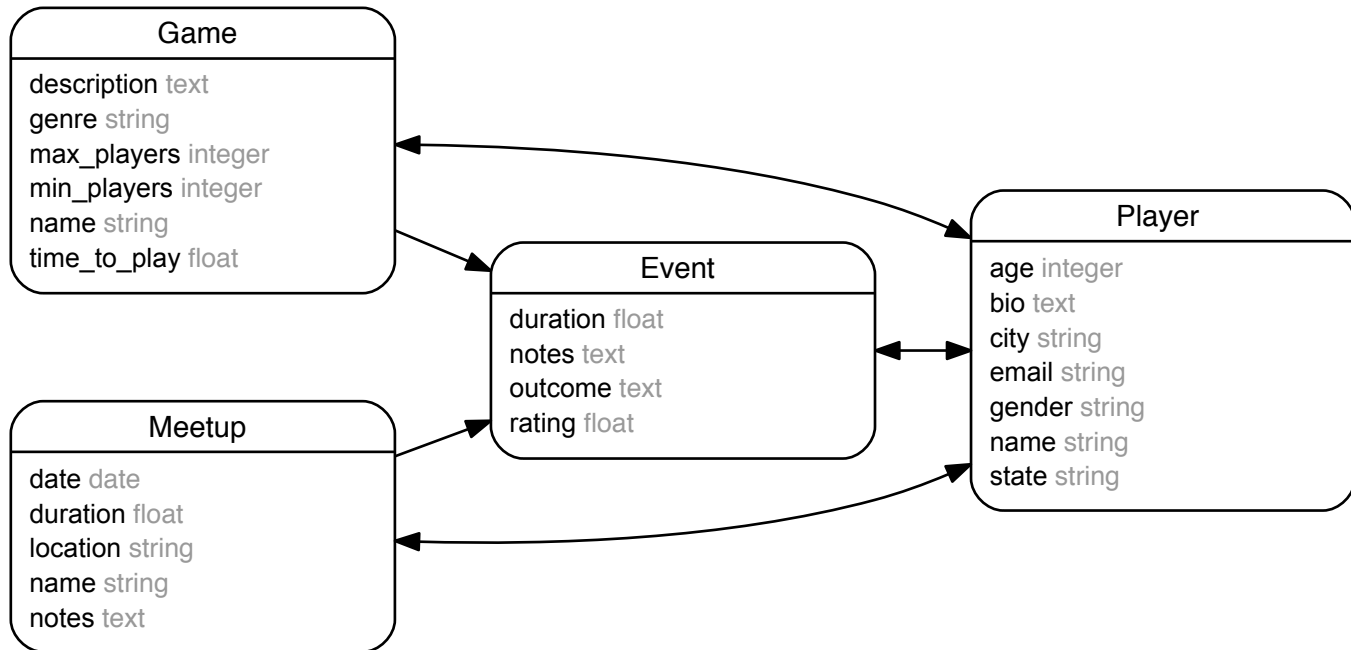 Game
description text
genre string
max_players integer
min_players integer
name string
time_to_play float
Meetup
date date
duration float
location string
name string
notes text
Event
duration float
notes text
outcome text
rating float
Player
age integer
bio text
city string
email string
gender string
name string
state string